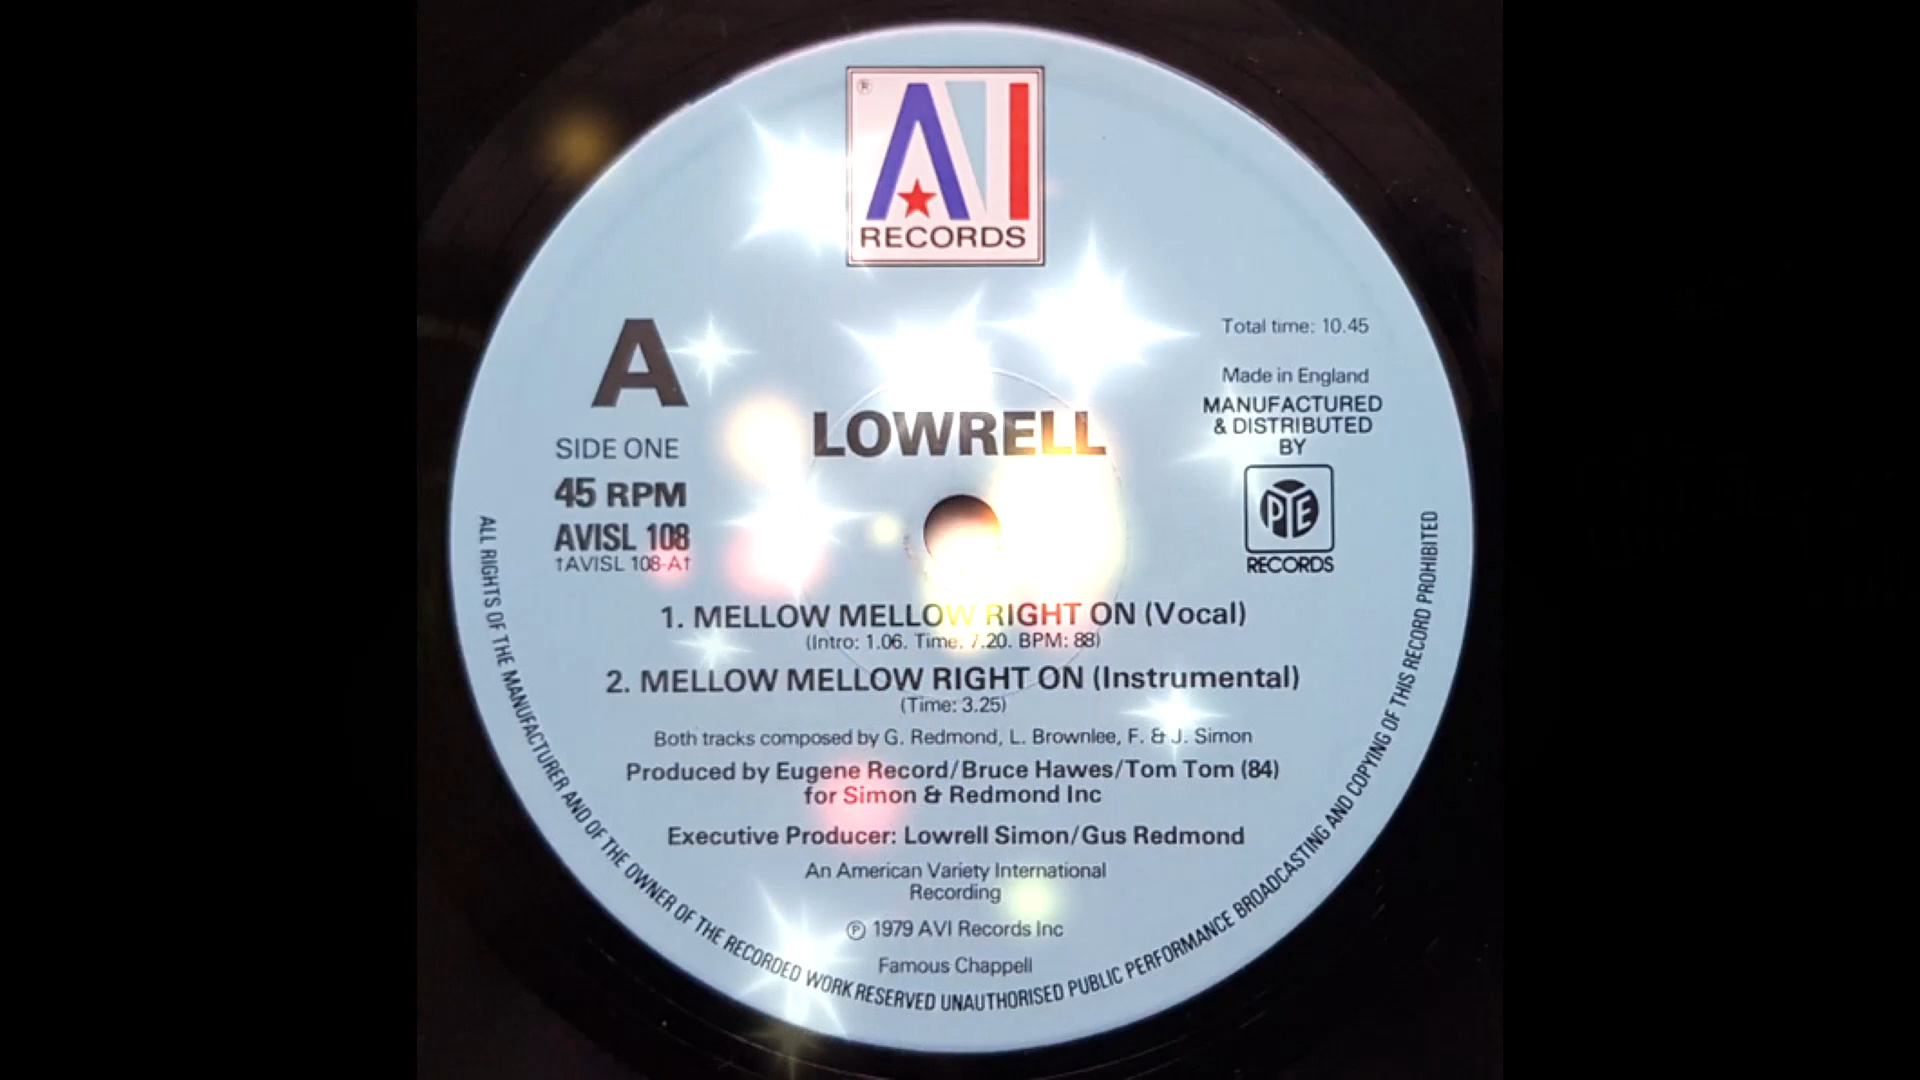 ®
AVI
RECORDS
A
SIDE ONE
45 RPM
AVISL 108
†AVISL 108-A†
LOWRELL
Total time: 10.45
Made in England
MANUFACTURED
& DISTRIBUTED
BY
PYE
RECORDS
1. MELLOW MELLOW RIGHT ON (Vocal)
(Intro: 1.06. Time. 7.20. BPM: 88)
2. MELLOW MELLOW RIGHT ON (Instrumental)
(Time: 3.25)
Both tracks composed by G. Redmond, L. Brownlee, F. & J. Simon
Produced by Eugene Record/Bruce Hawes/Tom Tom (84)
for Simon & Redmond Inc
Executive Producer: Lowrell Simon/Gus Redmond
An American Variety International
Recording
℗ 1979 AVI Records Inc
Famous Chappell
ALL RIGHTS OF THE MANUFACTURER AND OF THE OWNER OF THE RECORDED WORK RESERVED UNAUTHORISED PUBLIC PERFORMANCE BROADCASTING AND COPYING OF THIS RECORD PROHIBITED